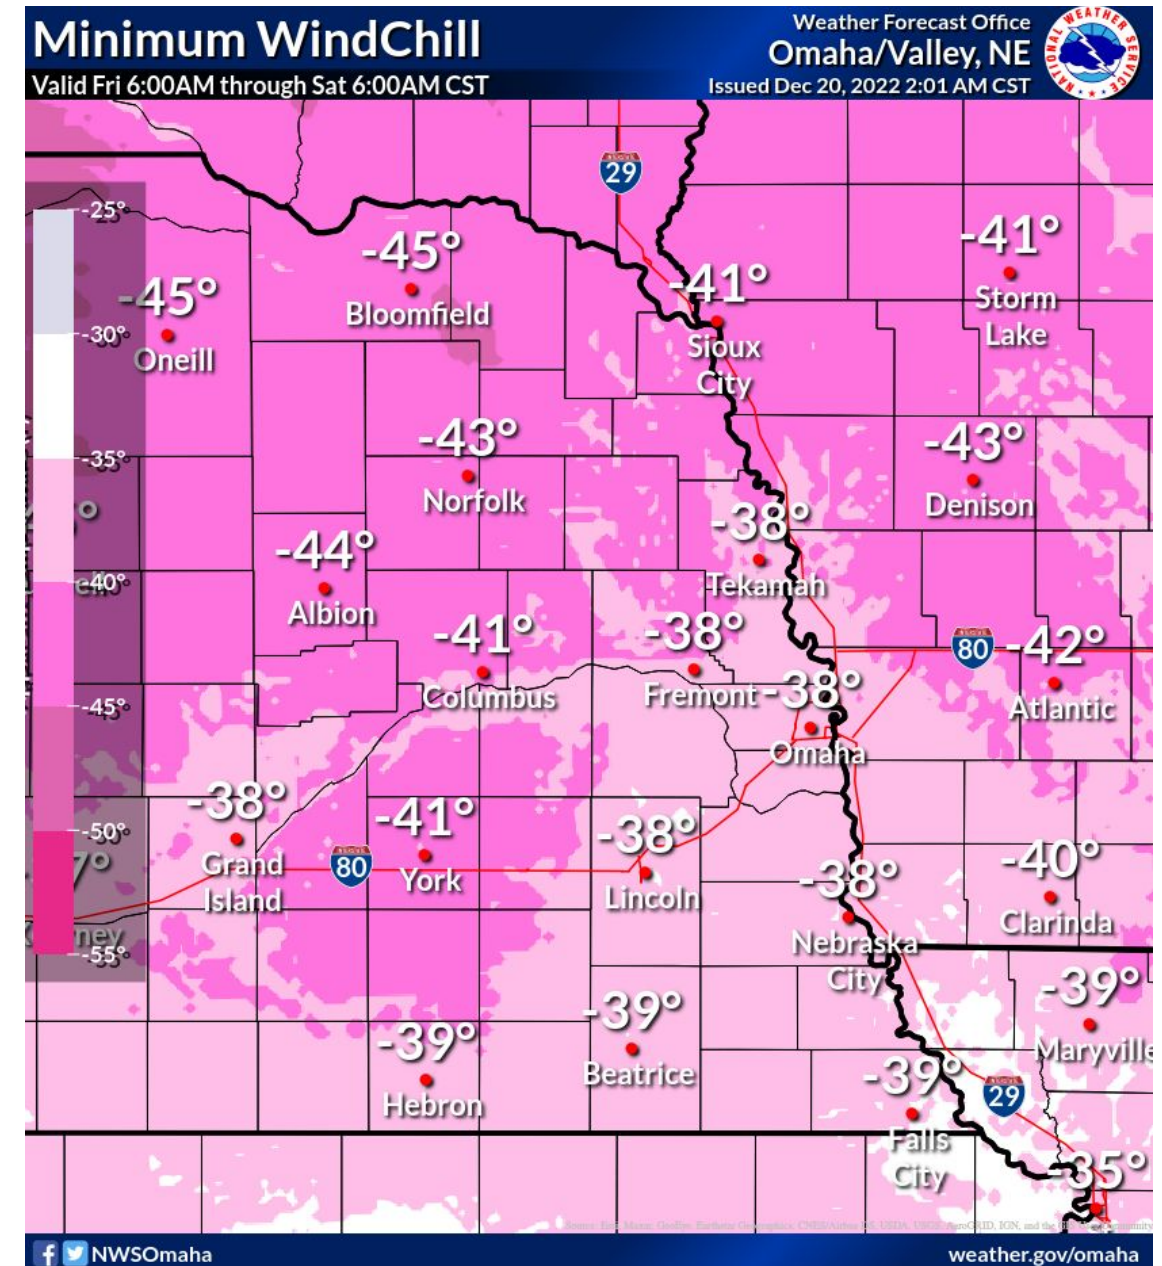 Minimum WindChill
Valid Fri 6:00AM through Sat 6:00AM CST
Weather Forecast Office
Omaha/Valley, NE
Issued Dec 20, 2022 2:01 AM CST
NATIONAL WEATHER SERVICE
29
-25°
-30°
-35°
-40°
-45°
-50°
-55°
-45°
Oneill
-45°
Bloomfield
-41°
Sioux
City
-41°
Storm
Lake
-43°
Norfolk
-43°
Denison
-44°
Albion
-38°
Tekamah
-41°
Columbus
-38°
Fremont
-38°
Omaha
80
-42°
Atlantic
-38°
Grand
Island
80
-41°
York
-38°
Lincoln
-38°
Nebraska
City
-40°
Clarinda
-39°
Hebron
-39°
Beatrice
-39°
Falls
City
-39°
Maryville
29
-35°
NWSOmaha
weather.gov/omaha